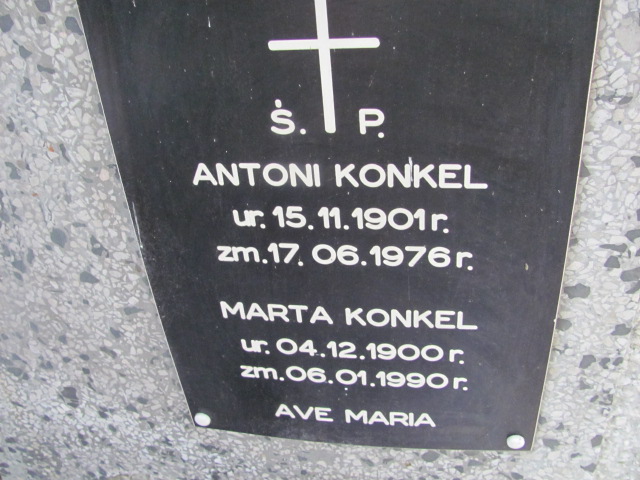 Ś. P.
ANTONI KONKEL
ur. 15.11.1901 r.
zm. 17. 06.1976 r.
MARTA KONKEL
ur. 04.12.1900 r.
zm. 06.01.1990 r.
AVE MARIA